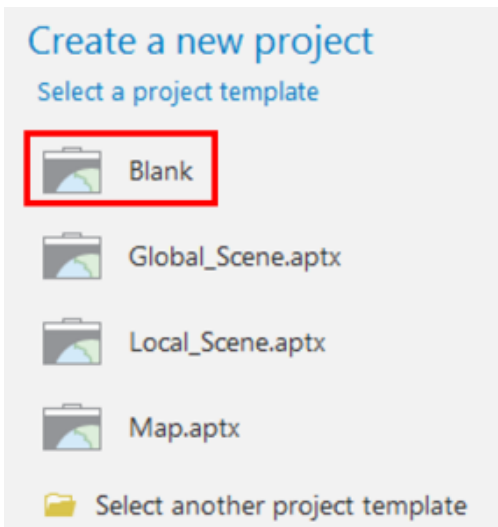 Create a new project
Select a project template
Blank
Global_Scene.aptx
Local_Scene.aptx
Map.aptx
Select another project template